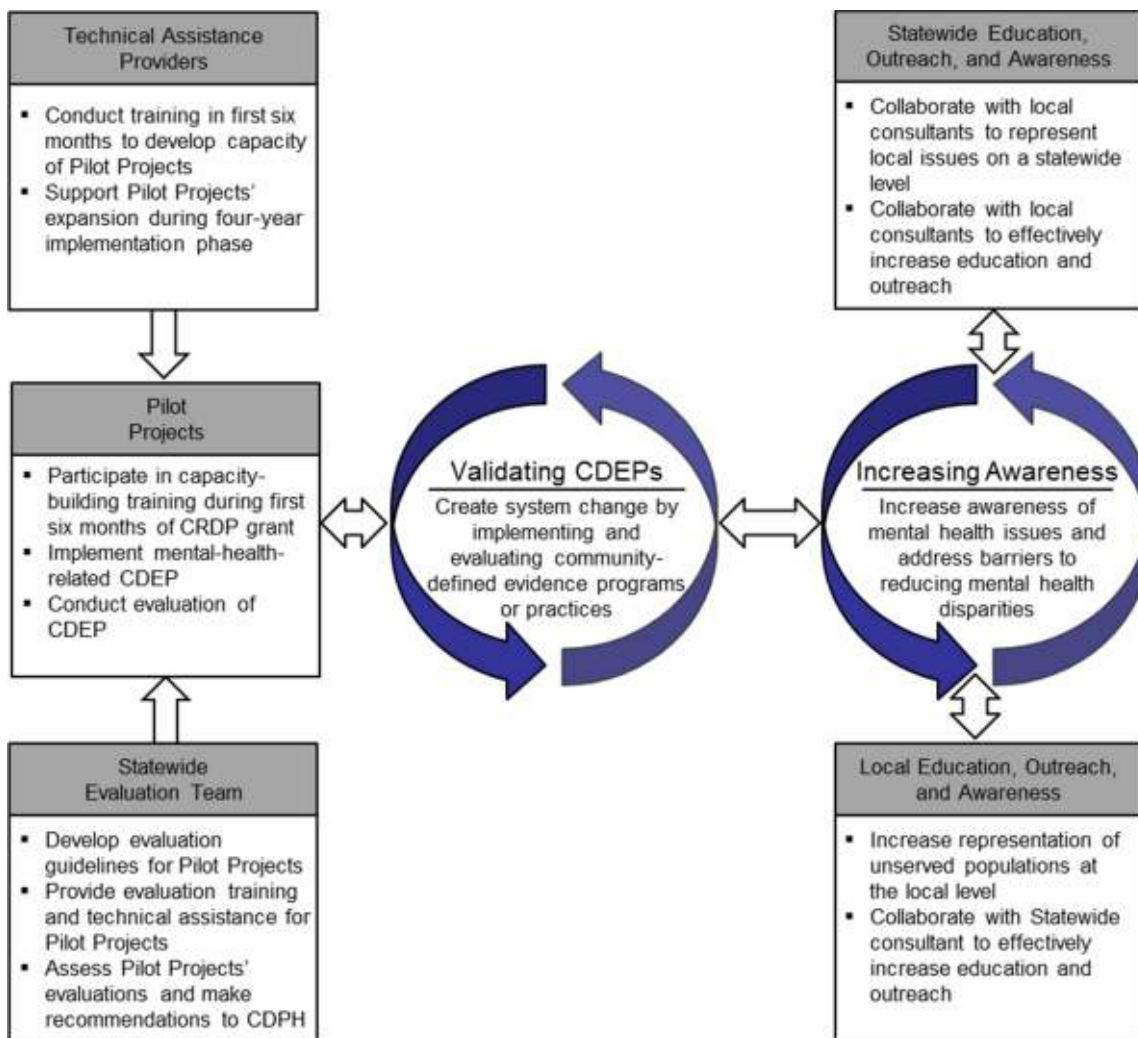 Technical Assistance
Providers
▪ Conduct training in first six
months to develop capacity
of Pilot Projects
▪ Support Pilot Projects'
expansion during four-year
implementation phase
Pilot
Projects
▪ Participate in capacity-
building training during first
six months of CRDP grant
▪ Implement mental-health-
related CDEP
▪ Conduct evaluation of
CDEP
Statewide
Evaluation Team
▪ Develop evaluation
guidelines for Pilot Projects
▪ Provide evaluation training
and technical assistance for
Pilot Projects
▪ Assess Pilot Projects'
evaluations and make
recommendations to CDPH
Validating CDEPs
Create system change by
implementing and
evaluating community-
defined evidence programs
or practices
Statewide Education,
Outreach, and Awareness
▪ Collaborate with local
consultants to represent
local issues on a statewide
level
▪ Collaborate with local
consultants to effectively
increase education and
outreach
Increasing Awareness
Increase awareness of
mental health issues and
address barriers to
reducing mental health
disparities
Local Education, Outreach,
and Awareness
▪ Increase representation of
unserved populations at
the local level
▪ Collaborate with Statewide
consultant to effectively
increase education and
outreach